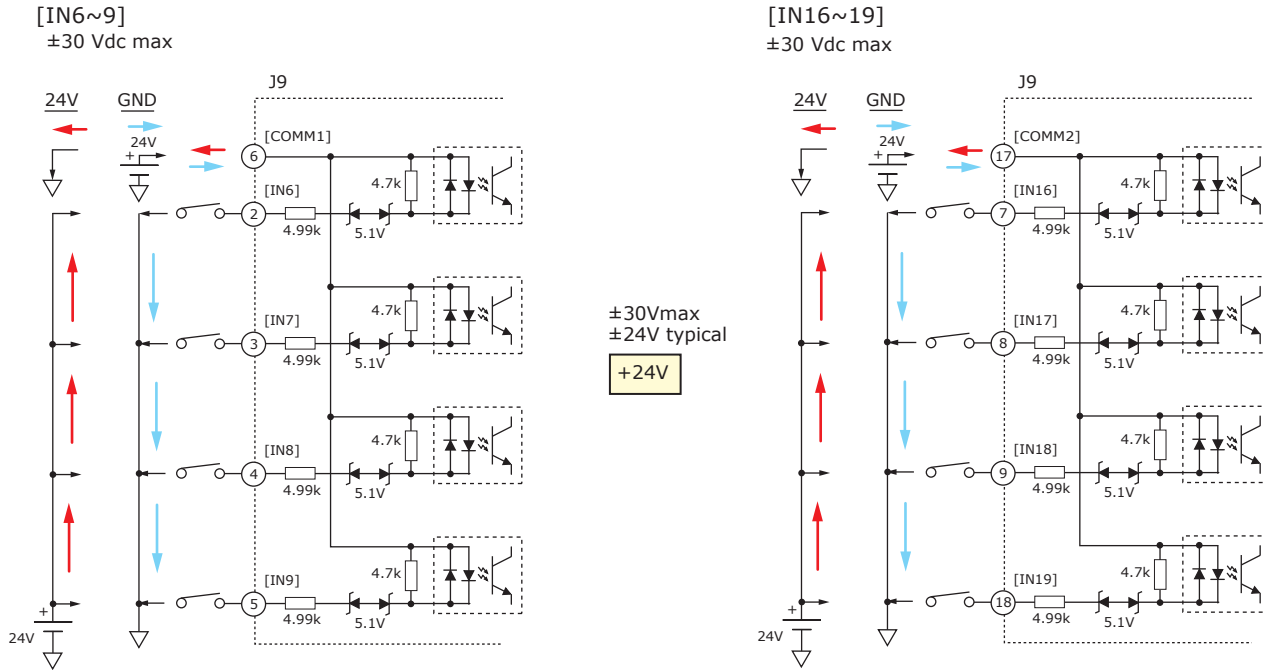 [IN6~9]
±30 Vdc max
J9
24V GND
24V
+
[COMM1]
6
[IN6]
4.7k
2
4.99k
5.1V
[IN7]
4.7k
3
4.99k
5.1V
[IN8]
4.7k
4
4.99k
5.1V
[IN9]
4.7k
5
4.99k
5.1V
+
24V
±30Vmax
±24V typical
+24V
[IN16~19]
±30 Vdc max
J9
24V GND
24V
+
[COMM2]
17
[IN16]
4.7k
7
4.99k
5.1V
[IN17]
4.7k
8
4.99k
5.1V
[IN18]
4.7k
9
4.99k
5.1V
[IN19]
4.7k
18
4.99k
5.1V
+
24V